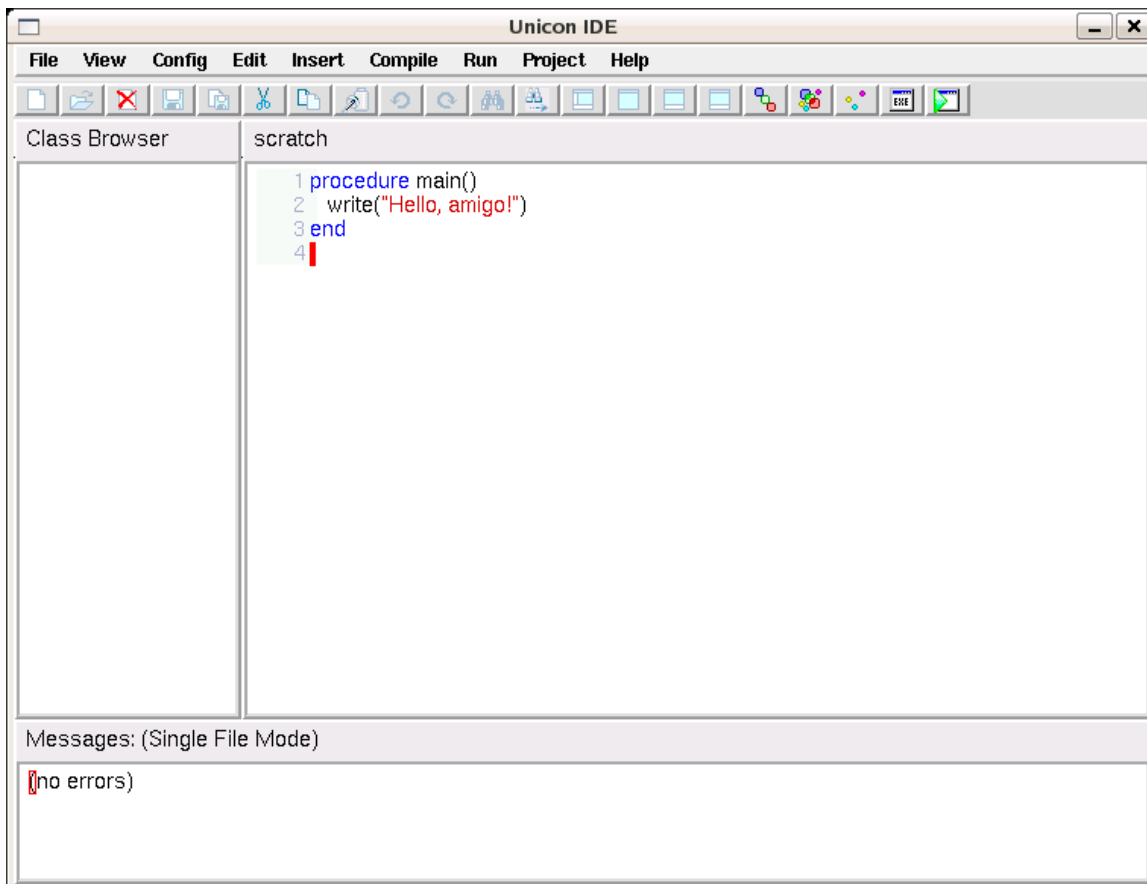 Unicon IDE
File View Config Edit Insert Compile Run Project Help
EXE
Class Browser
scratch
1 procedure main()
2 write("Hello, amigo!")
3 end
4
Messages: (Single File Mode)
(no errors)